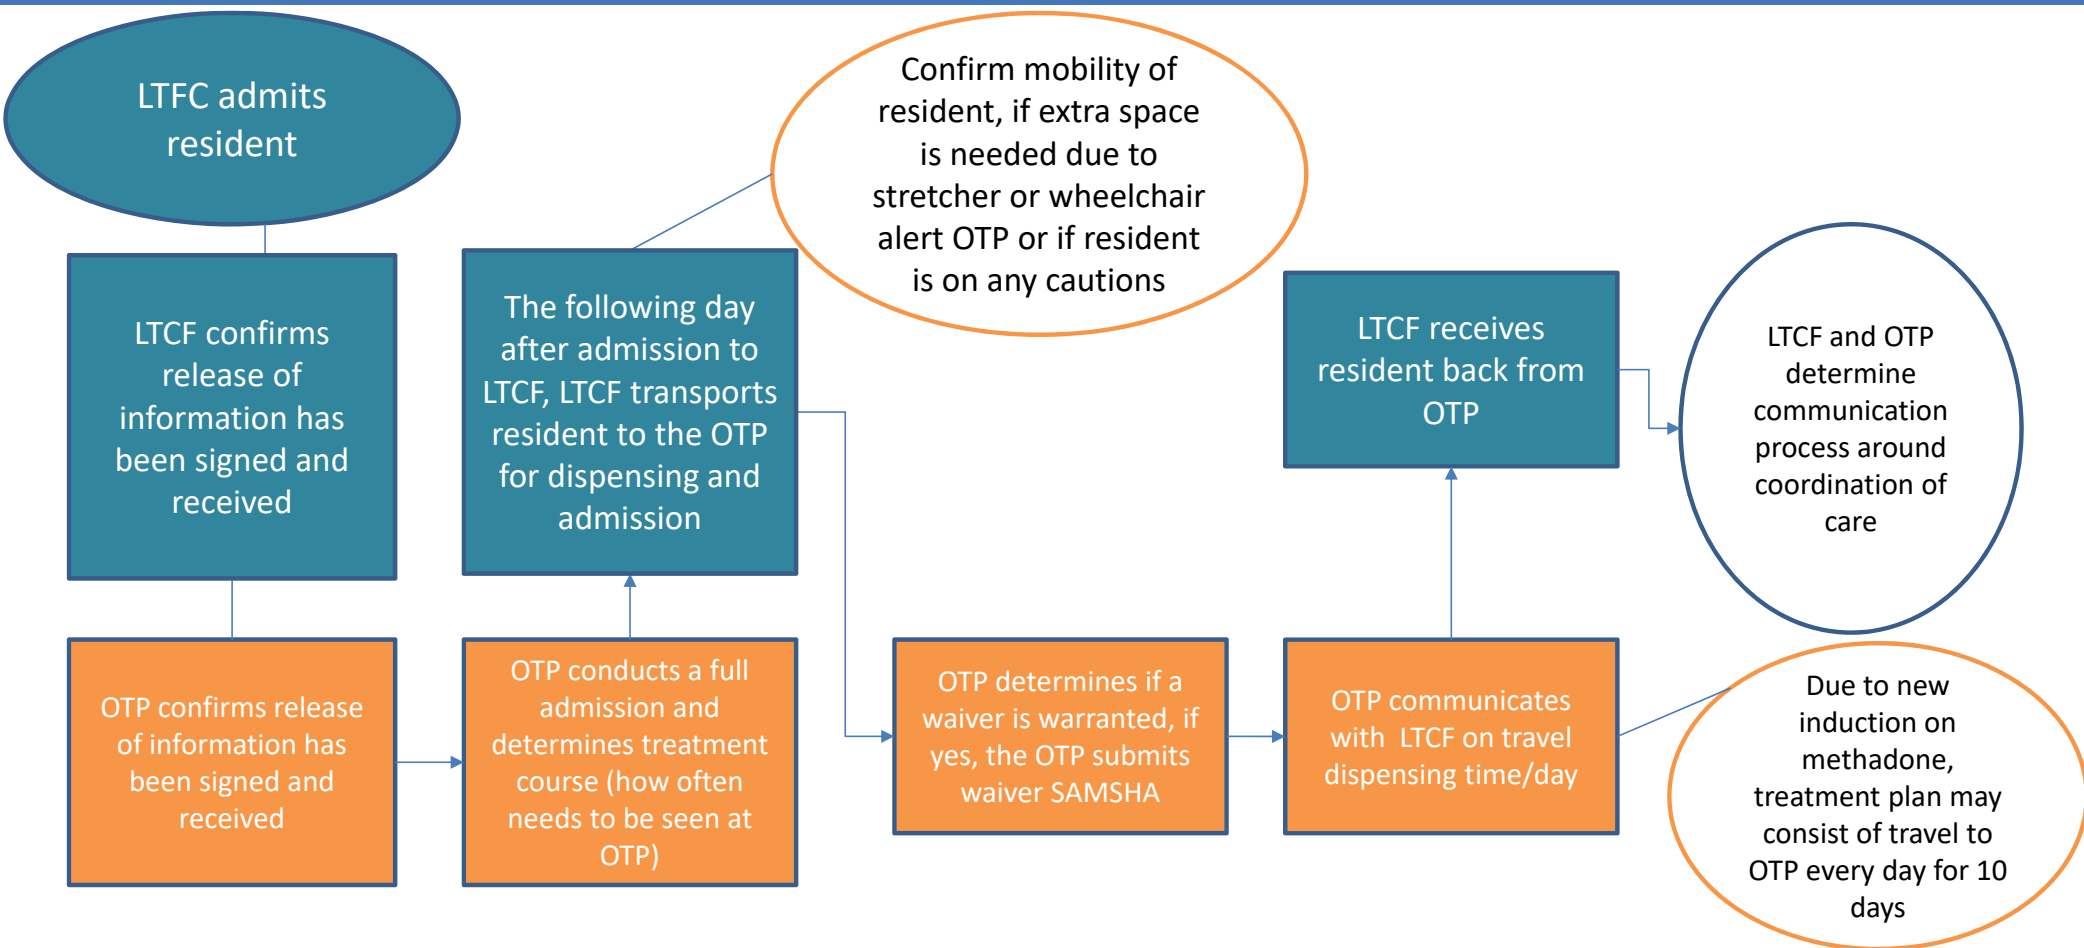 LTFC admits
resident
LTCF confirms
release of
information has
been signed and
received
OTP confirms release
of information has
been signed and
received
OTP conducts a full
admission and
determines treatment
course (how often
needs to be seen at
OTP)
The following day
after admission to
LTCF, LTCF transports
resident to the OTP
for dispensing and
admission
Confirm mobility of
resident, if extra space
is needed due to
stretcher or wheelchair
alert OTP or if resident
is on any cautions
OTP determines if a
waiver is warranted, if
yes, the OTP submits
waiver SAMSHA
OTP communicates
with LTCF on travel
dispensing time/day
Due to new
induction on
methadone,
treatment plan may
consist of travel to
OTP every day for 10
days
LTCF receives
resident back from
OTP
LTCF and OTP
determine
communication
process around
coordination of
care